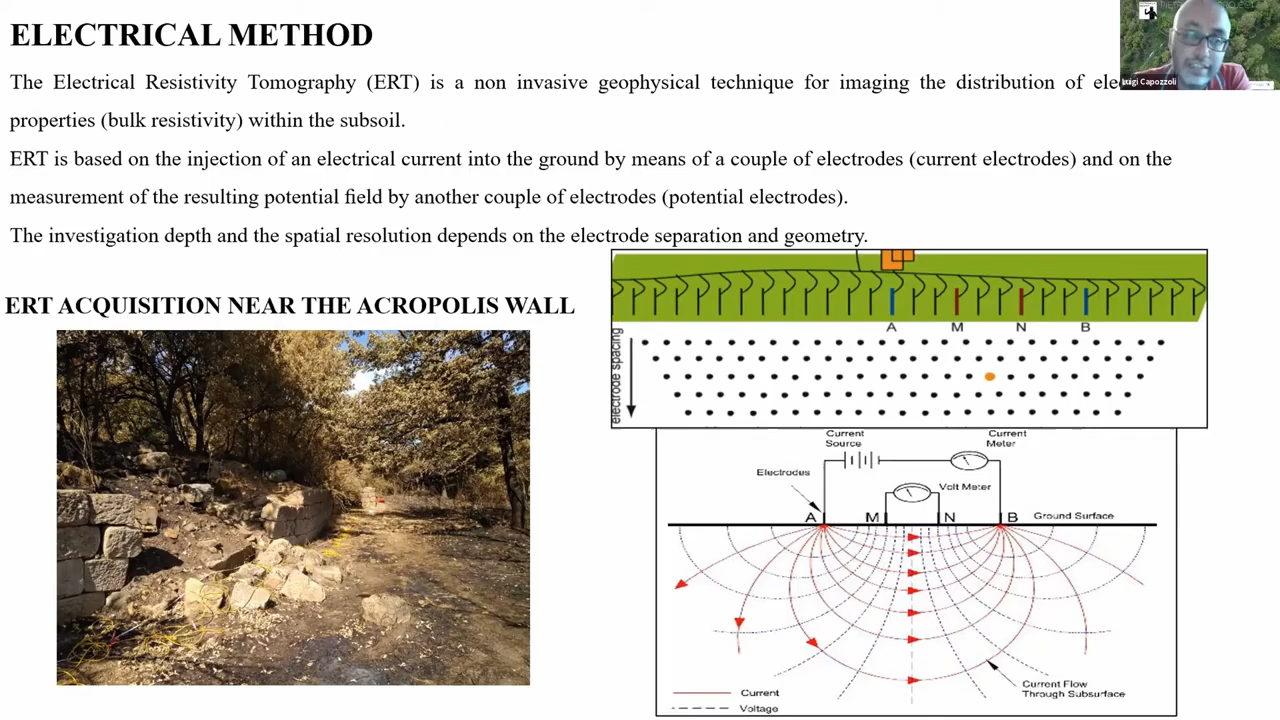 ELECTRICAL METHOD
The Electrical Resistivity Tomography (ERT) is a non invasive geophysical technique for imaging the distribution of
properties (bulk resistivity) within the subsoil.
ERT is based on the injection of an electrical current into the ground by means of a couple of electrodes (current electrodes) and on the
measurement of the resulting potential field by another couple of electrodes (potential electrodes).
The investigation depth and the spatial resolution depends on the electrode separation and geometry.
Luigi Capozzoli
ERT ACQUISITION NEAR THE ACROPOLIS WALL
A M N B
electrode spacing
Current
Source
Current
Meter
Electrodes
Volt Meter
A M N B
Ground Surface
Current Flow
Through Subsurface
Current
Voltage